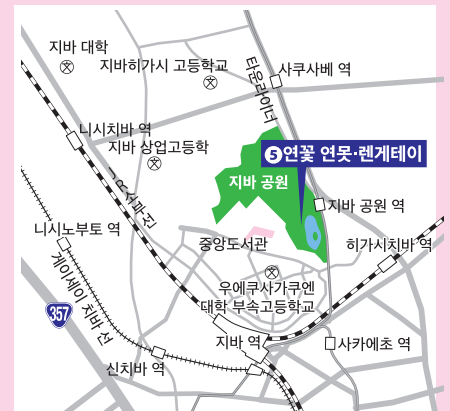 지바 대학
지바히가시 고등학교
타운라이너
사쿠사베 역
니시치바 역
지바 상업고등학
5 연꽃 연못·렌게테이
지바 공원
JR소부선
지바 공원 역
니시노부토 역
중앙도서관
히가시치바 역
게이세이 치바 선
우에쿠사가쿠엔
대학 부속고등학교
357
지바 역
사카에초 역
신치바 역